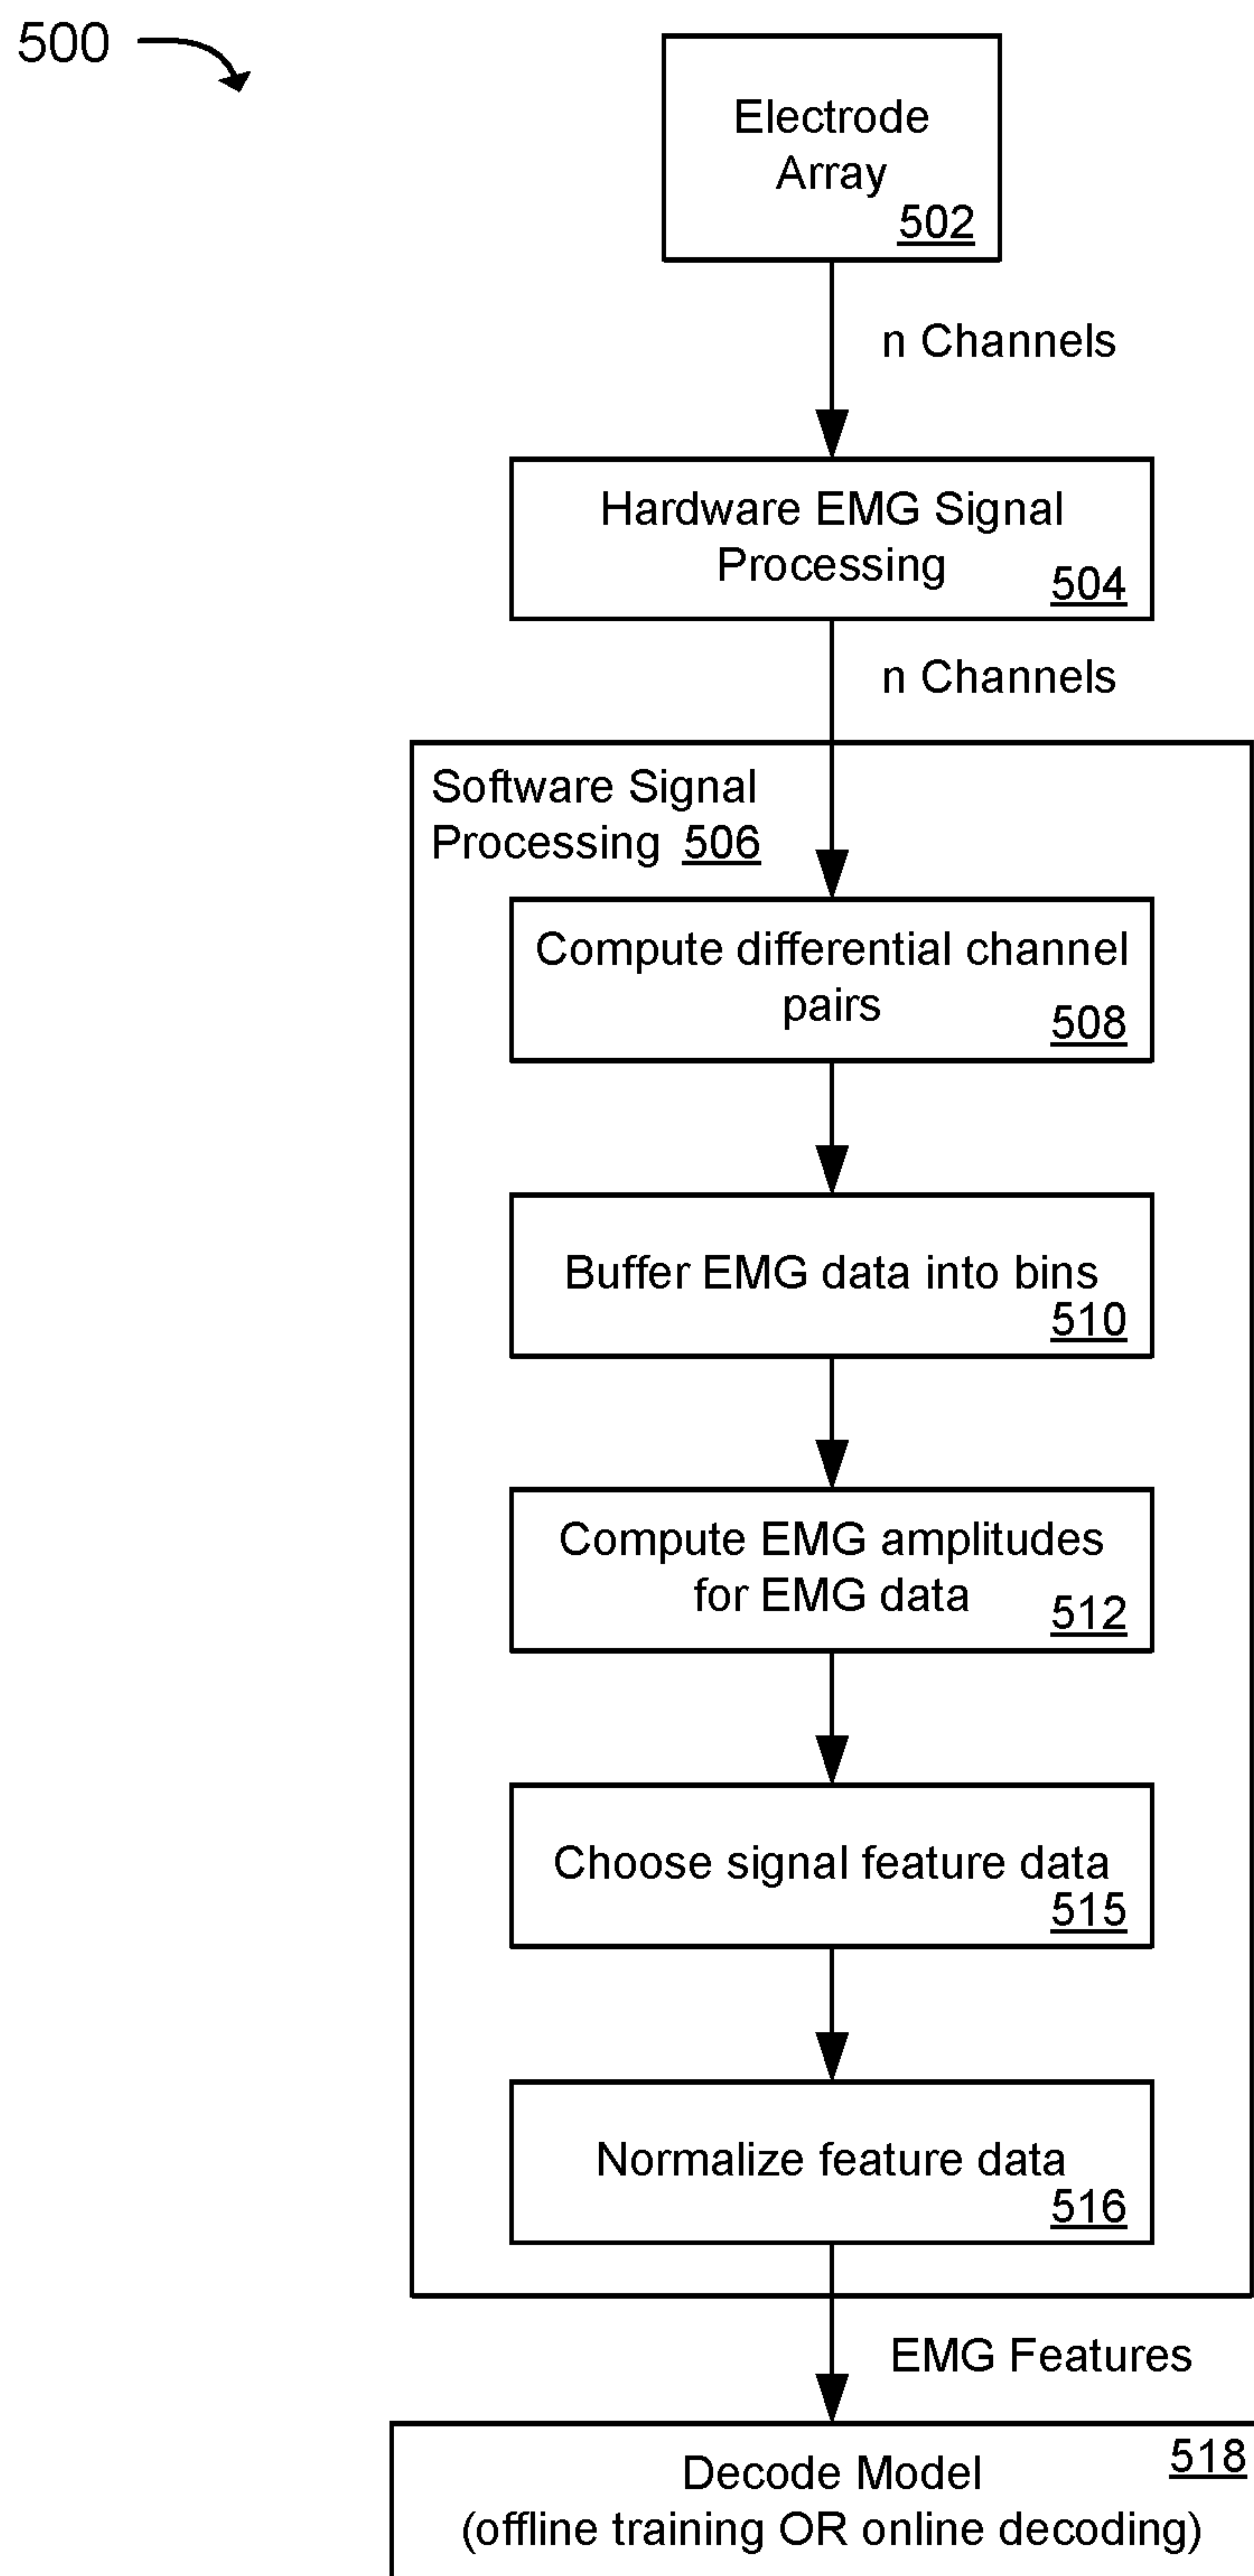 500
Electrode
Array
502
n Channels
Hardware EMG Signal
Processing
504
n Channels
Software Signal
Processing 506
Compute differential channel
pairs
508
Buffer EMG data into bins
510
Compute EMG amplitudes
for EMG data
512
Choose signal feature data
515
Normalize feature data
516
EMG Features
518
Decode Model
(offline training OR online decoding)